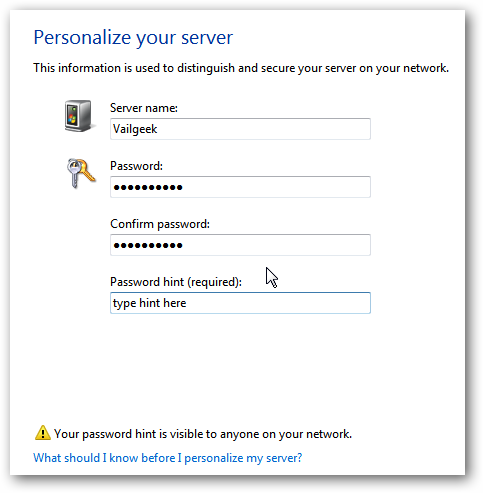 Personalize your server
This information is used to distinguish and secure your server on your network.
Server name:
Vailgeek
Password:
●●●●●●●●●●
Confirm password:
●●●●●●●●●●
Password hint (required):
type hint here
Your password hint is visible to anyone on your network.
What should I know before I personalize my server?